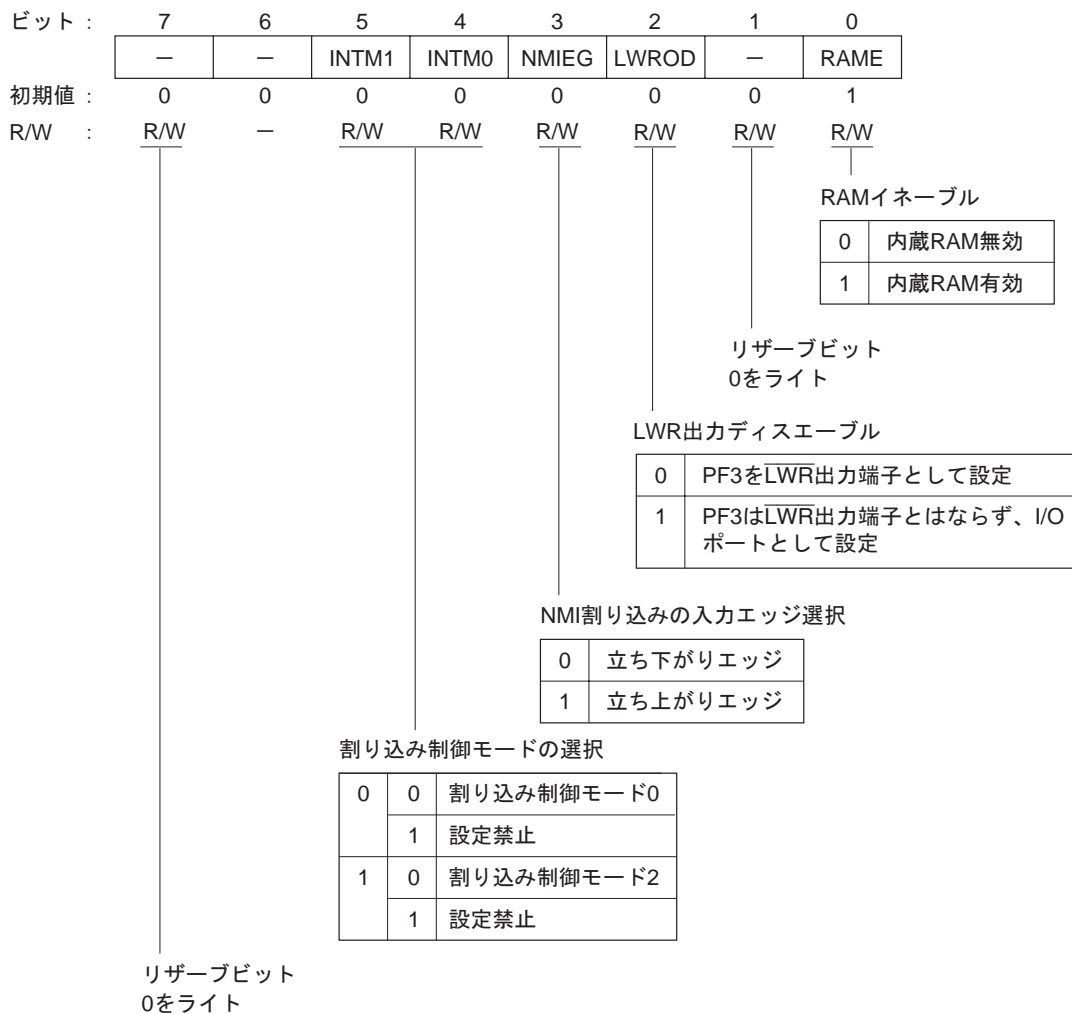 ビット : 7 6 5 4 3 2 1 0
— — INTM1 INTM0 NMIEG LWROD — RAME
初期値 : 0 0 0 0 0 0 0 1
R/W : R/W — R/W R/W R/W R/W R/W R/W
RAMイネーブル
0 内蔵RAM無効
1 内蔵RAM有効
リザーブビット
0をライト
LWR出力ディスエーブル
0 PF3をLWR出力端子として設定
1 PF3はLWR出力端子とはならず、I/O
ポートとして設定
NMI割り込みの入力エッジ選択
0 立ち下がりエッジ
1 立ち上がりエッジ
割り込み制御モードの選択
0 0 割り込み制御モード0
1 設定禁止
1 0 割り込み制御モード2
1 設定禁止
リザーブビット
0をライト